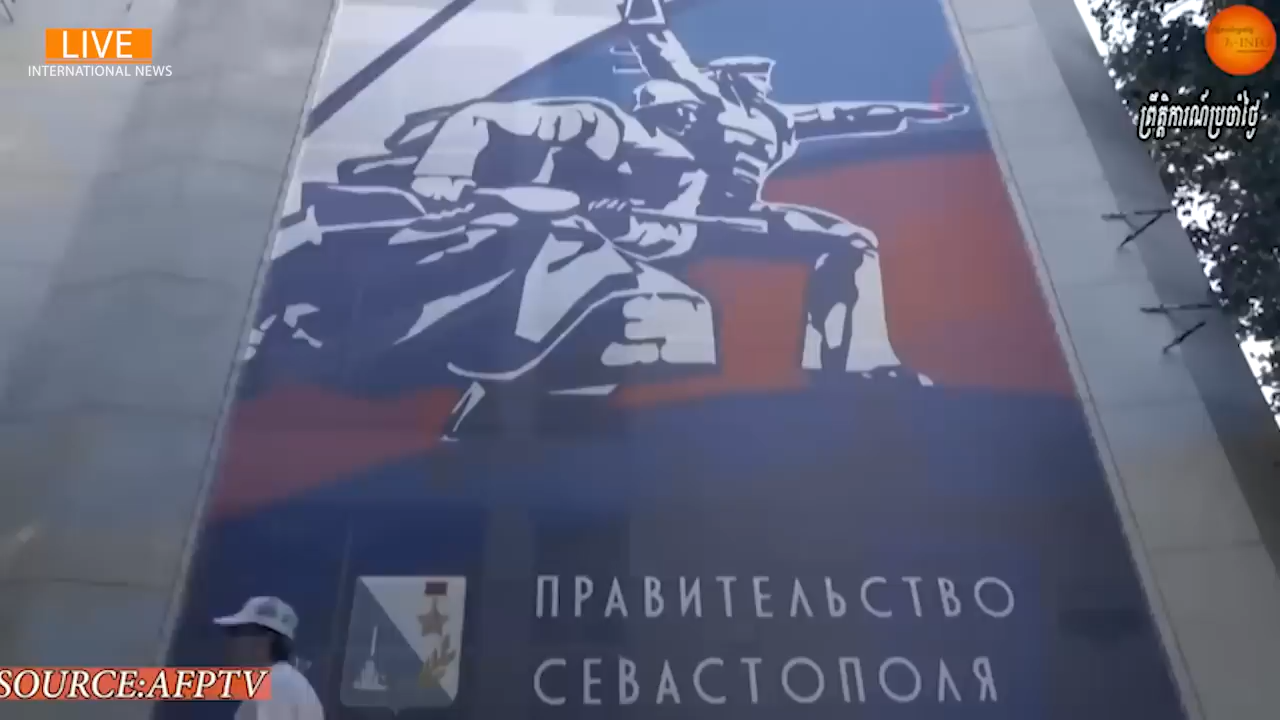 LIVE
INTERNATIONAL NEWS
ព្រឹត្តិការណ៍ប្រចាំថ្ងៃ
ПРАВИТЕЛЬСТВО
СЕВАСТОПОЛЯ
SOURCE:AFPTV